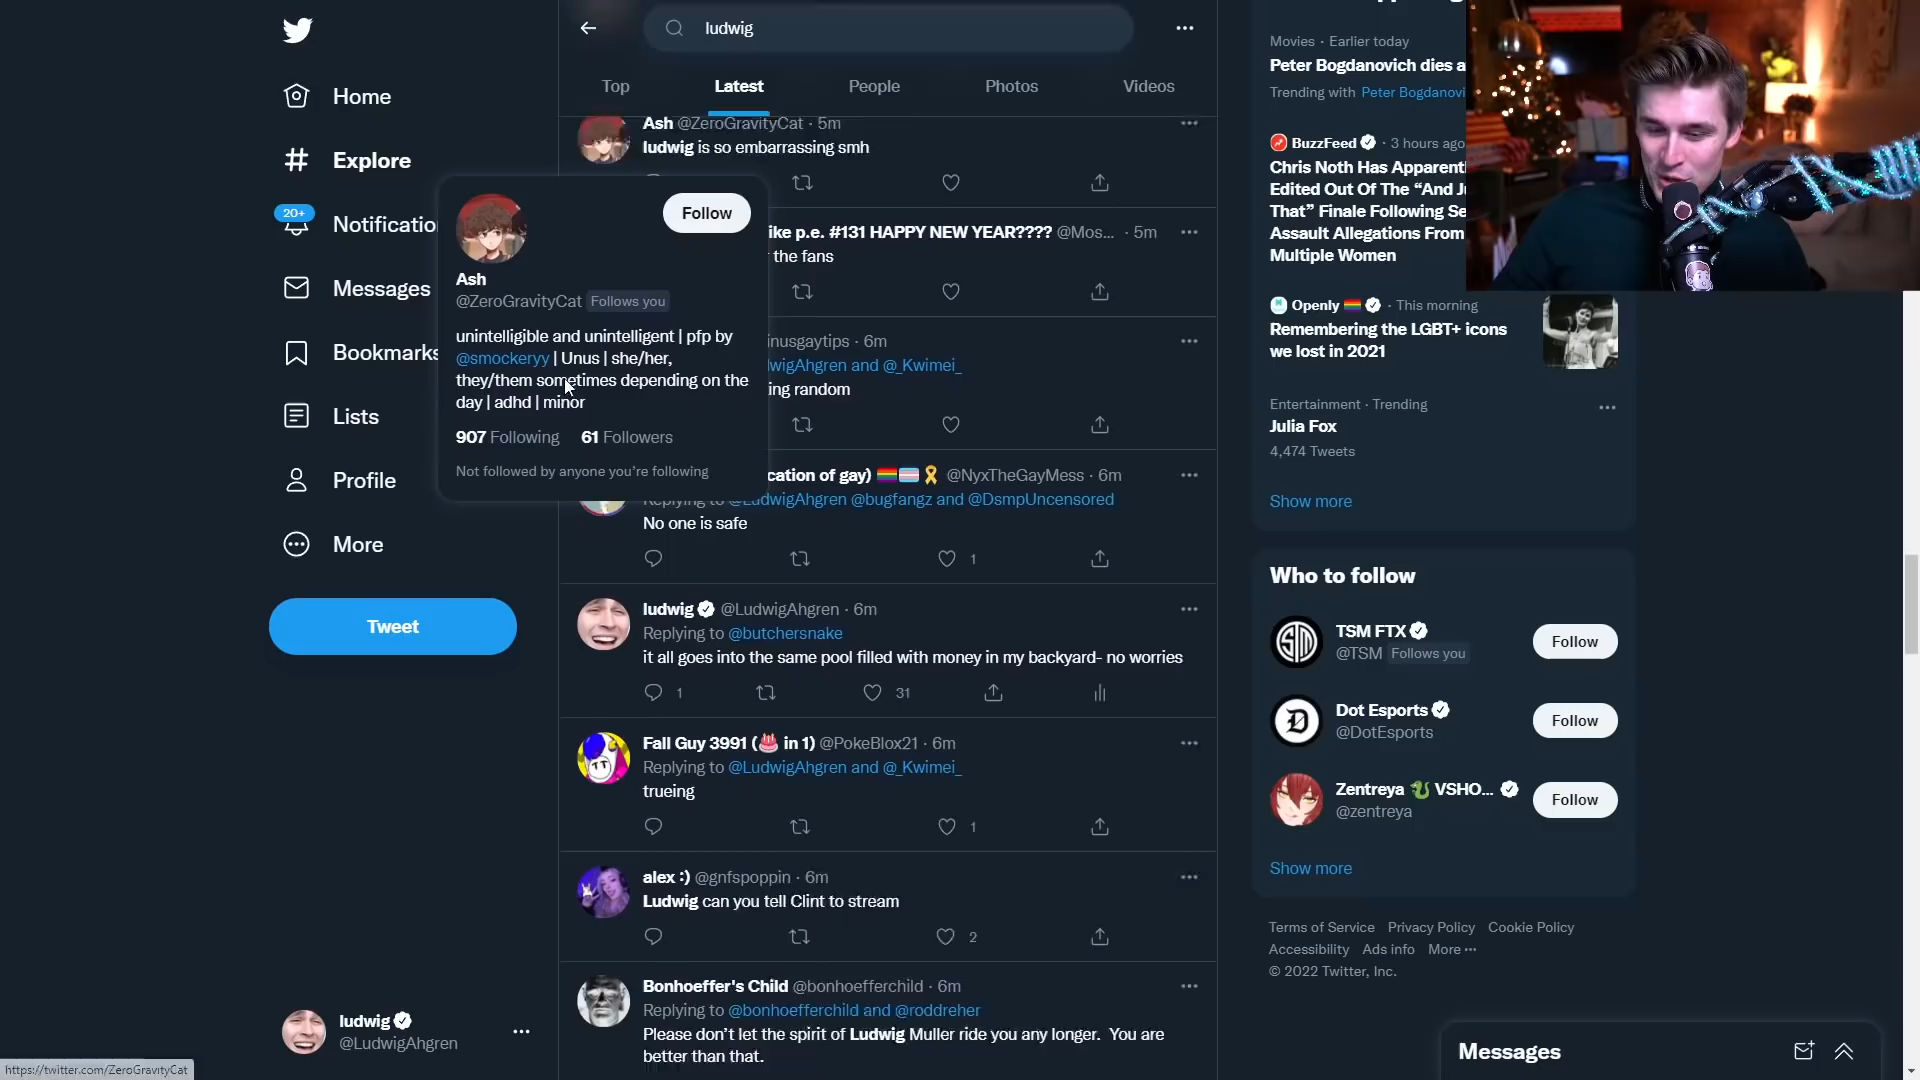 ludwig
Top
Latest
People
Photos
Videos
Home
Explore
20+
Notificatio
Messages
Bookmarks
Lists
Profile
More
Tweet
ludwig
@LudwigAhgren
https://twitter.com/ZeroGravityCat
Ash @ZeroGravityCat · 5m
ludwig is so embarrassing smh
Follow
Ash
@ZeroGravityCat Follows you
unintelligible and unintelligent | pfp by
@smockeryy | Unus | she/her,
they/them sometimes depending on the
day | adhd | minor
907 Following 61 Followers
Not followed by anyone you're following
ike p.e. #131 HAPPY NEW YEAR???? @Mos... · 5m
the fans
inusgaytips · 6m
wigAhgren and @_Kwimei_
ing random
cation of gay) @NyxTheGayMess · 6m
Replying to @LudwigAhgren @bugfangz and @DsmpUncensored
No one is safe
1
ludwig @LudwigAhgren · 6m
Replying to @butchersnake
it all goes into the same pool filled with money in my backyard- no worries
1 31
Fall Guy 3991 ( in 1) @PokeBlox21 · 6m
Replying to @LudwigAhgren and @_Kwimei_
trueing
1
alex :) @gnfspoppin · 6m
Ludwig can you tell Clint to stream
2
Bonhoeffer's Child @bonhoefferchild · 6m
Replying to @bonhoefferchild and @roddreher
Please don't let the spirit of Ludwig Muller ride you any longer. You are
better than that.
Movies · Earlier today
Peter Bogdanovich dies a
Trending with Peter Bogdanovi
BuzzFeed · 3 hours ago
Chris Noth Has Apparent
Edited Out Of The "And Ju
That" Finale Following Se
Assault Allegations From
Multiple Women
Openly · This morning
Remembering the LGBT+ icons
we lost in 2021
Entertainment · Trending
Julia Fox
4,474 Tweets
Show more
Who to follow
TSM FTX
@TSM Follows you
Follow
Dot Esports
@DotEsports
Follow
Zentreya VSHO...
@zentreya
Follow
Show more
Terms of Service Privacy Policy Cookie Policy
Accessibility Ads info More ···
© 2022 Twitter, Inc.
Messages